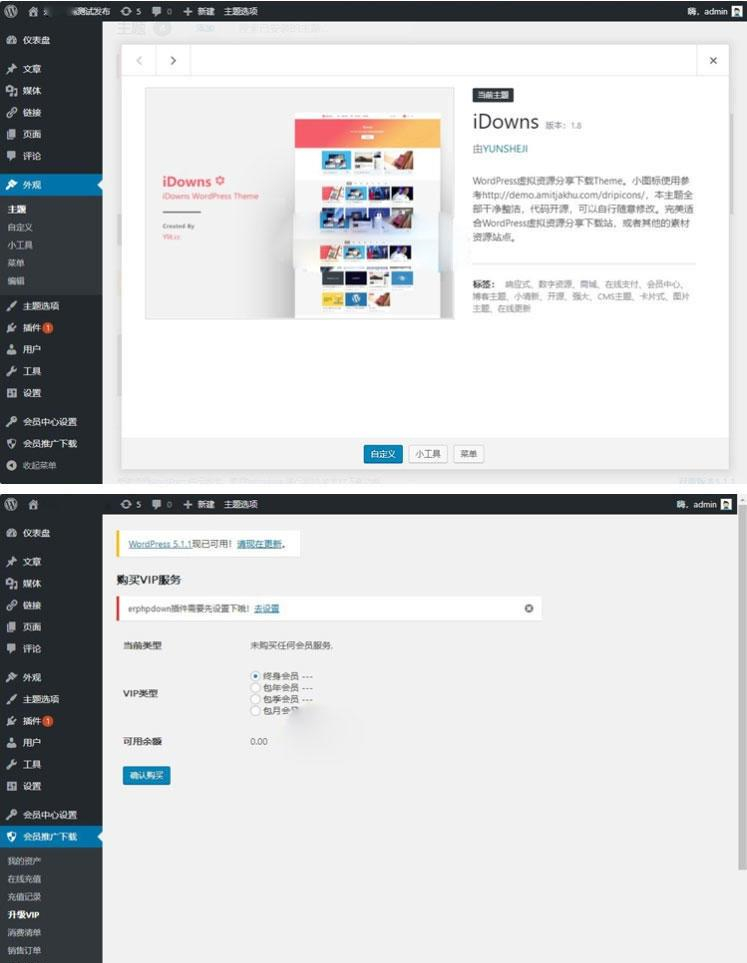 测试发布 5 0 新建 主题选项 嗨，admin
仪表盘
文章
媒体
链接
页面
评论
外观
主题
自定义
小工具
菜单
编辑
主题选项
插件 1
用户
工具
设置
会员中心设置
会员推广下载
收起菜单
主题
iDowns
iDowns WordPress Theme
Created By
当前主题
iDowns 版本：1.8
由YUNSHEJI
WordPress虚拟资源分享下载Theme。小图标使用参
考http://demo.amitjakhu.com/dripicons/，本主题全
部干净整洁，代码开源，可以自行随意修改。完美适
合WordPress虚拟资源分享下载站，或者其他的素材
资源站点。
标签： 响应式、数字资源、商城、在线支付、会员中心、
博客主题、小清新、开源、强大、CMS主题、卡片式、图片
主题、在线更新
自定义 小工具 菜单
5 0 新建 主题选项 嗨，admin
仪表盘
文章
媒体
链接
页面
评论
外观
主题选项
插件 1
用户
工具
设置
会员中心设置
会员推广下载
我的资产
在线充值
充值记录
升级VIP
消费清单
销售订单
WordPress 5.1.1现已可用！请现在更新。
购买VIP服务
erphpdown插件需要先设置下哦！去设置
当前类型 未购买任何会员服务.
VIP类型
终身会员 ---
包年会员 ---
包季会员 ---
包月会员
可用余额 0.00
确认购买